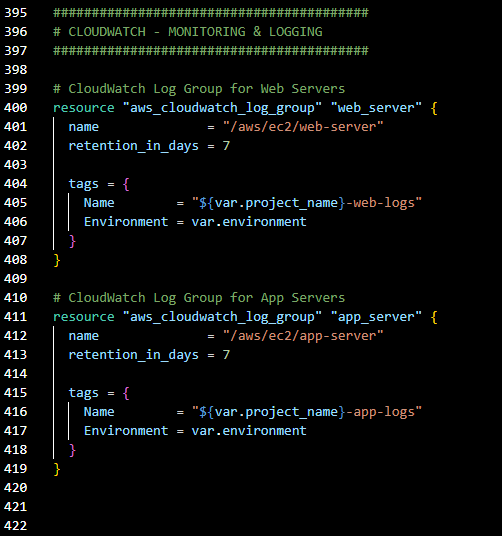 395 #########################################
396 # CLOUDWATCH - MONITORING & LOGGING
397 #########################################
398
399 # CloudWatch Log Group for Web Servers
400 resource "aws_cloudwatch_log_group" "web_server" {
401   name              = "/aws/ec2/web-server"
402   retention_in_days = 7
403
404   tags = {
405     Name        = "${var.project_name}-web-logs"
406     Environment = var.environment
407   }
408 }
409
410 # CloudWatch Log Group for App Servers
411 resource "aws_cloudwatch_log_group" "app_server" {
412   name              = "/aws/ec2/app-server"
413   retention_in_days = 7
414
415   tags = {
416     Name        = "${var.project_name}-app-logs"
417     Environment = var.environment
418   }
419 }
420
421
422